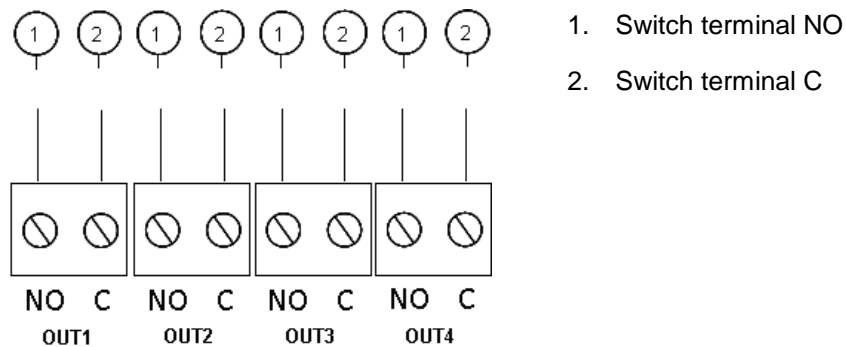 1 2 1 2 1 2 1 2
1. Switch terminal NO
2. Switch terminal C
NO C NO C NO C NO C
OUT1 OUT2 OUT3 OUT4